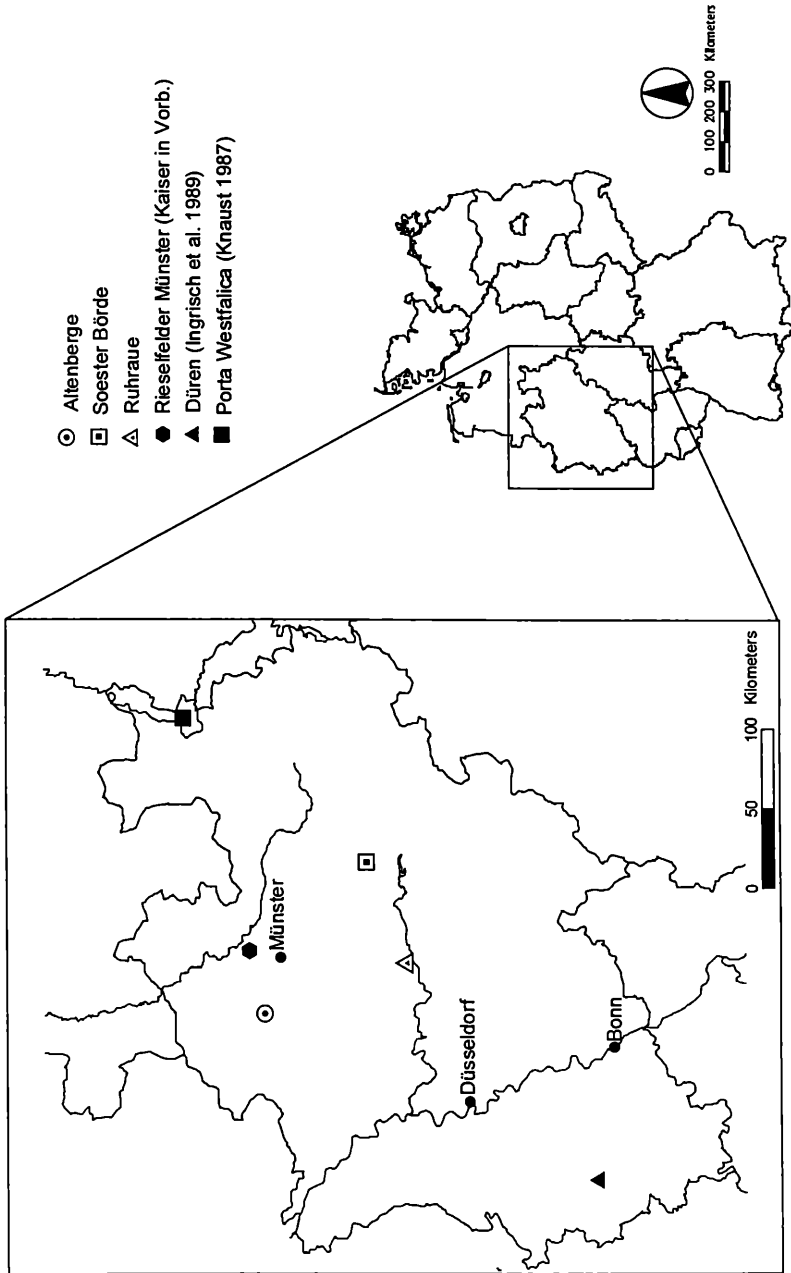 Altenberge
Soester Börde
Ruhraue
Rieselfelder Münster (Kaiser in Vorb.)
Düren (Ingrisch et al. 1989)
Porta Westfalica (Knaust 1987)
Münster
Düsseldorf
Bonn
0 50 100 Kilometers
0 100 200 300 Kilometers